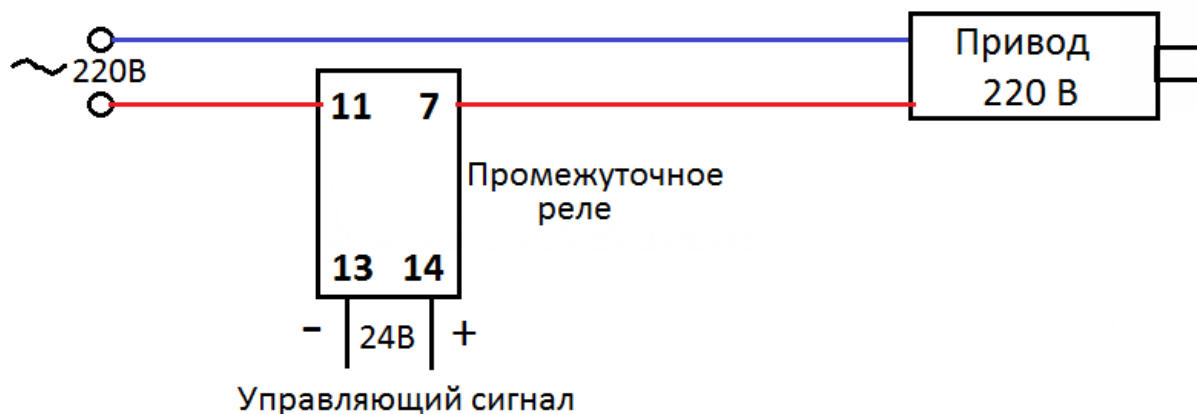 ~ 220В
Привод
220 В
11 7
Промежуточное
реле
13 14
- 24В +
Управляющий сигнал